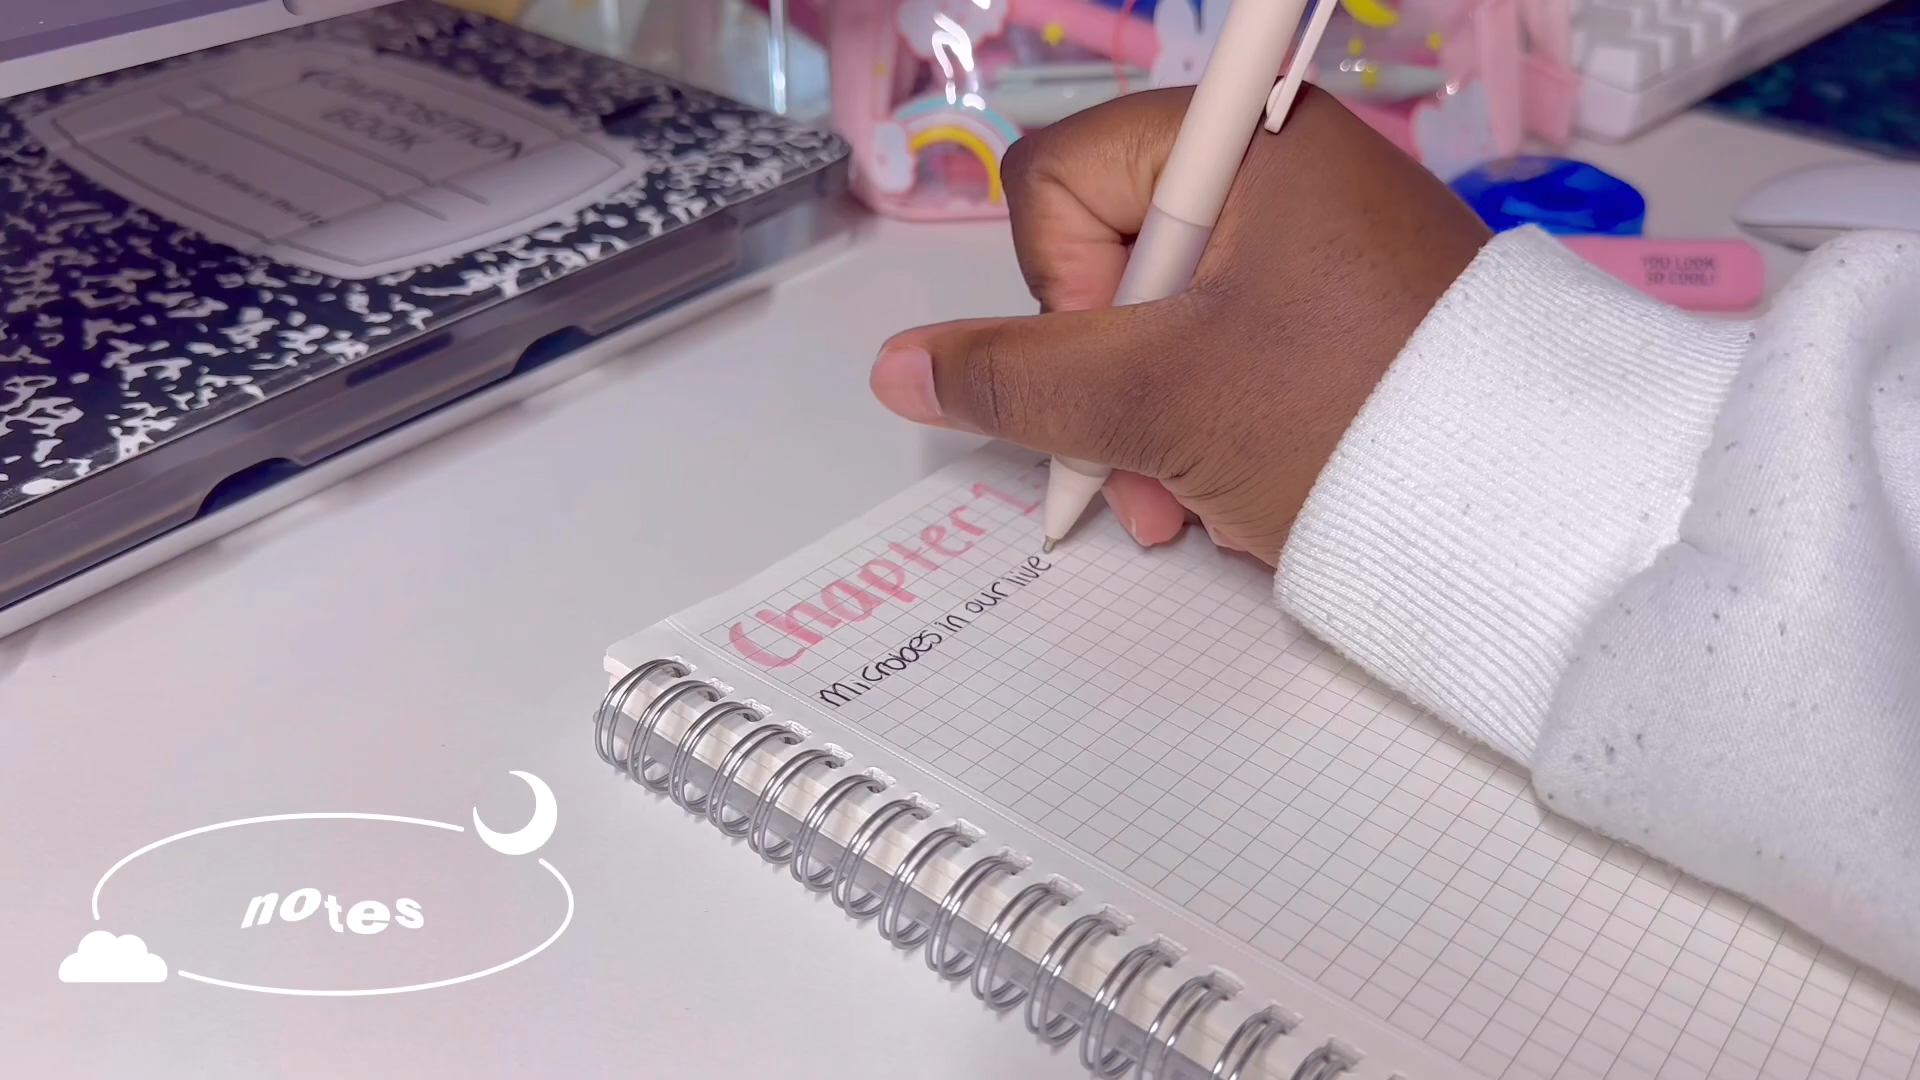 COMPOSITION
BOOK
YOU LOOK
SO COOL!
Chapter 1
Microbes in our live
notes